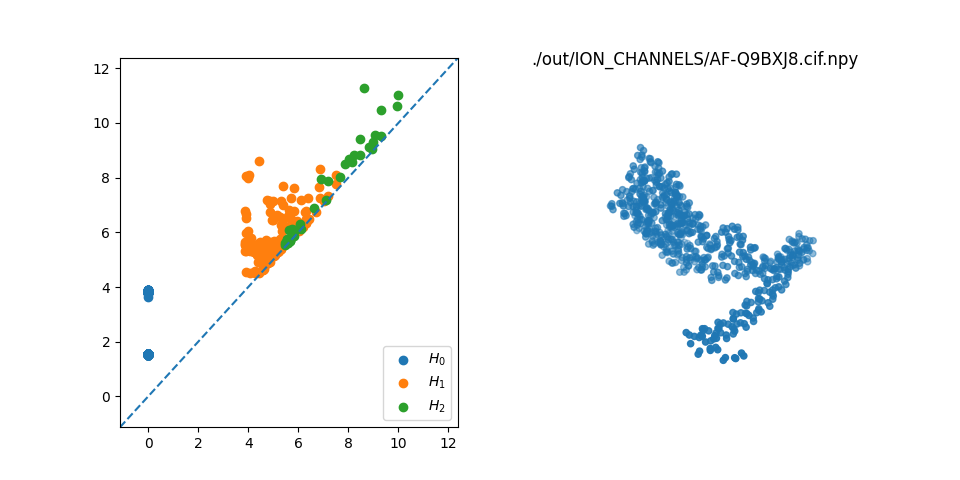 ./out/ION_CHANNELS/AF-Q9BXJ8.cif.npy
12
10
8
6
4
2
0
H₀
H₁
H₂
0 2 4 6 8 10 12